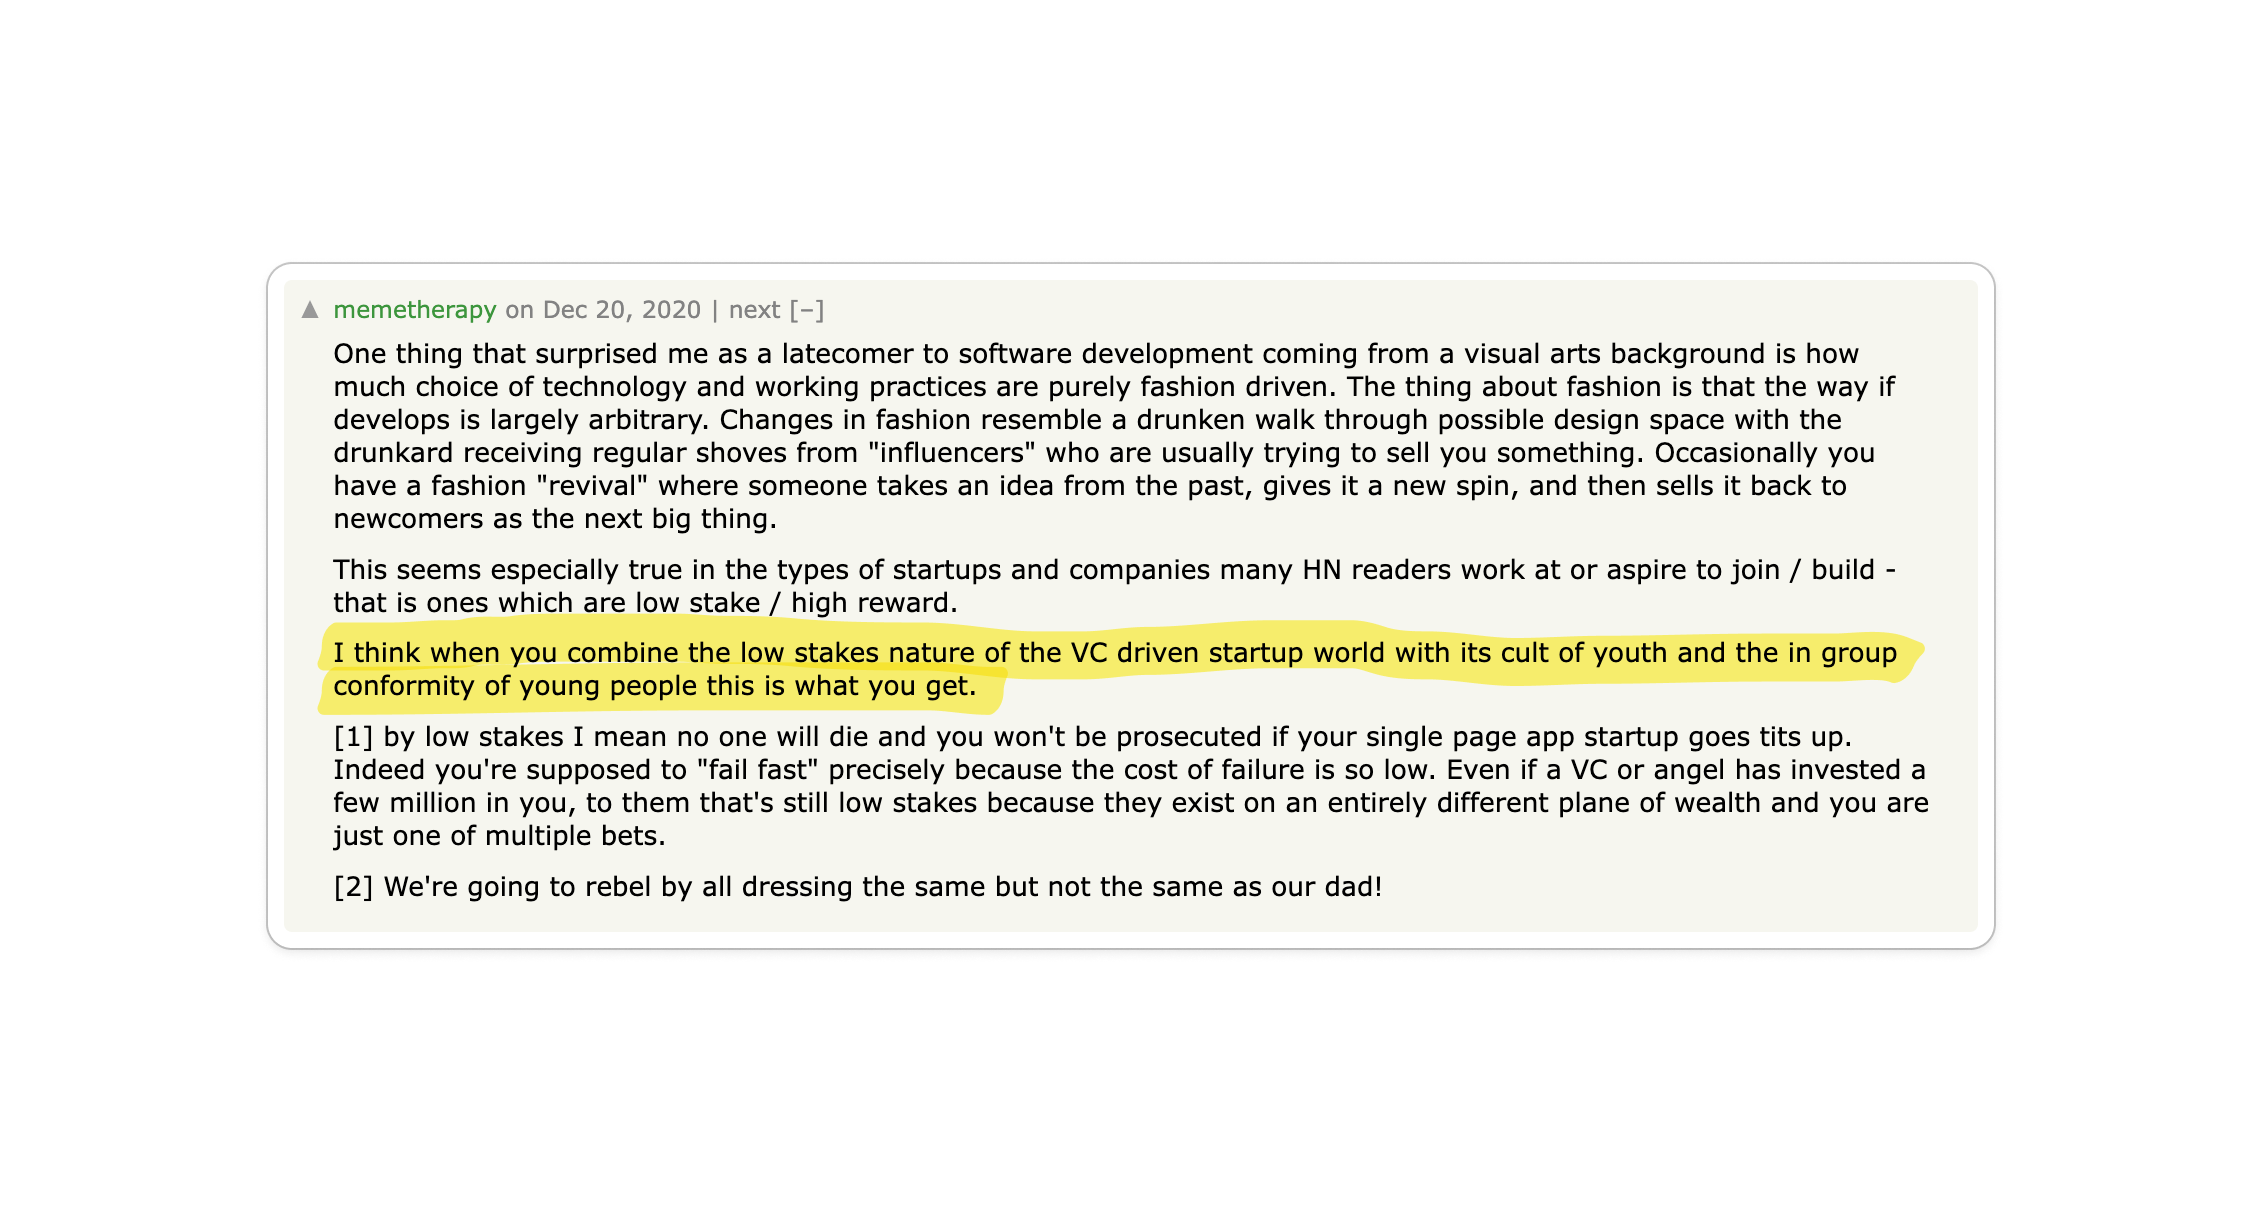 ▲ memetherapy on Dec 20, 2020 | next [–]
One thing that surprised me as a latecomer to software development coming from a visual arts background is how
much choice of technology and working practices are purely fashion driven. The thing about fashion is that the way if
develops is largely arbitrary. Changes in fashion resemble a drunken walk through possible design space with the
drunkard receiving regular shoves from "influencers" who are usually trying to sell you something. Occasionally you
have a fashion "revival" where someone takes an idea from the past, gives it a new spin, and then sells it back to
newcomers as the next big thing.
This seems especially true in the types of startups and companies many HN readers work at or aspire to join / build -
that is ones which are low stake / high reward.
I think when you combine the low stakes nature of the VC driven startup world with its cult of youth and the in group
conformity of young people this is what you get.
[1] by low stakes I mean no one will die and you won't be prosecuted if your single page app startup goes tits up.
Indeed you're supposed to "fail fast" precisely because the cost of failure is so low. Even if a VC or angel has invested a
few million in you, to them that's still low stakes because they exist on an entirely different plane of wealth and you are
just one of multiple bets.
[2] We're going to rebel by all dressing the same but not the same as our dad!